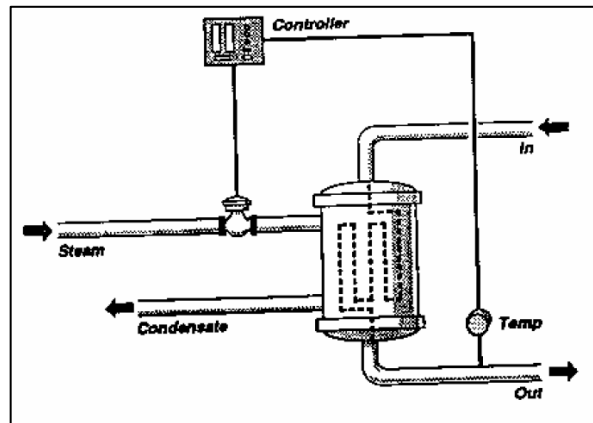 Controller
In
Steam
Condensate
Temp
Out